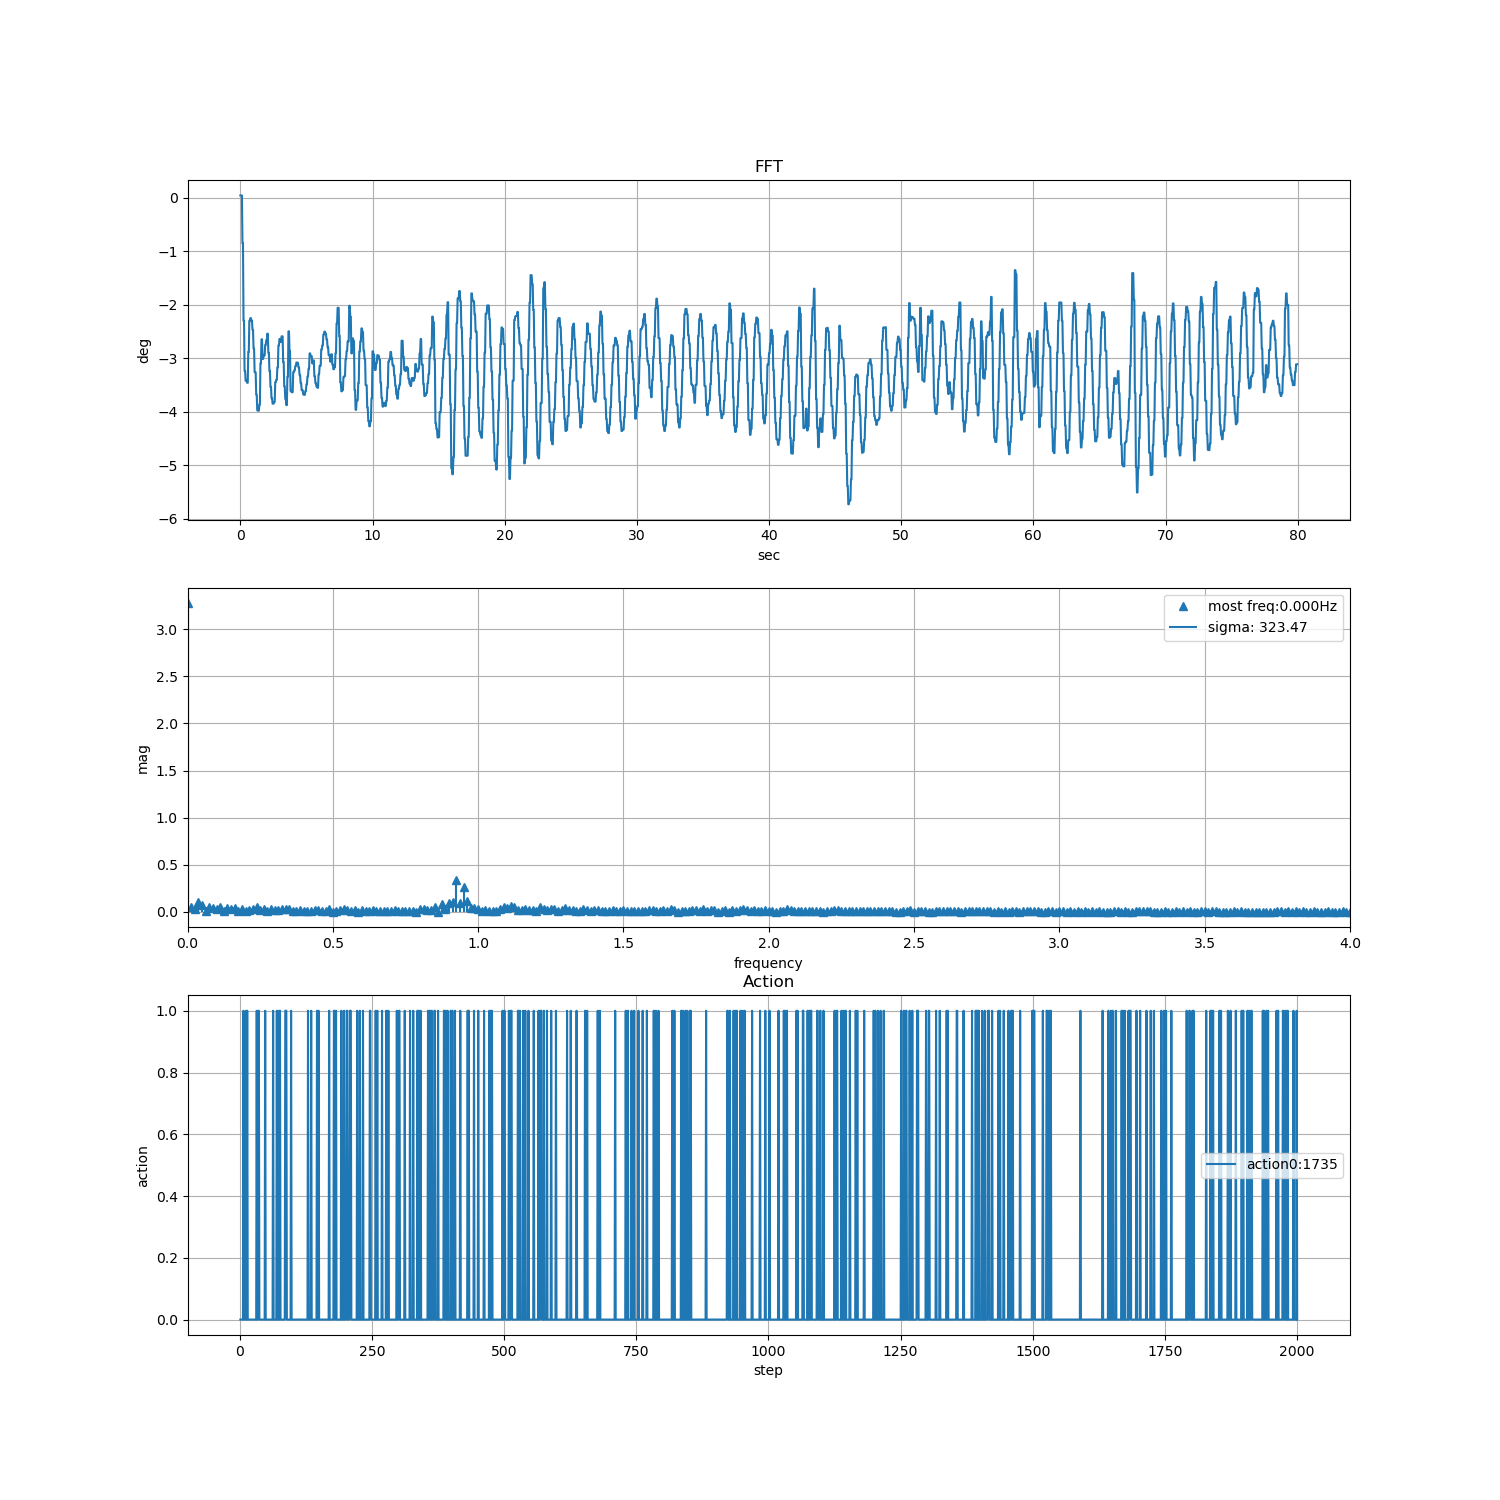 FFT
0
−1
−2
−3
−4
−5
−6
deg
0 10 20 30 40 50 60 70 80
sec
most freq:0.000Hz
sigma: 323.47
3.0
2.5
2.0
1.5
1.0
0.5
0.0
mag
0.0 0.5 1.0 1.5 2.0 2.5 3.0 3.5 4.0
frequency
Action
1.0
0.8
0.6
0.4
0.2
0.0
action
action0:1735
0 250 500 750 1000 1250 1500 1750 2000
step